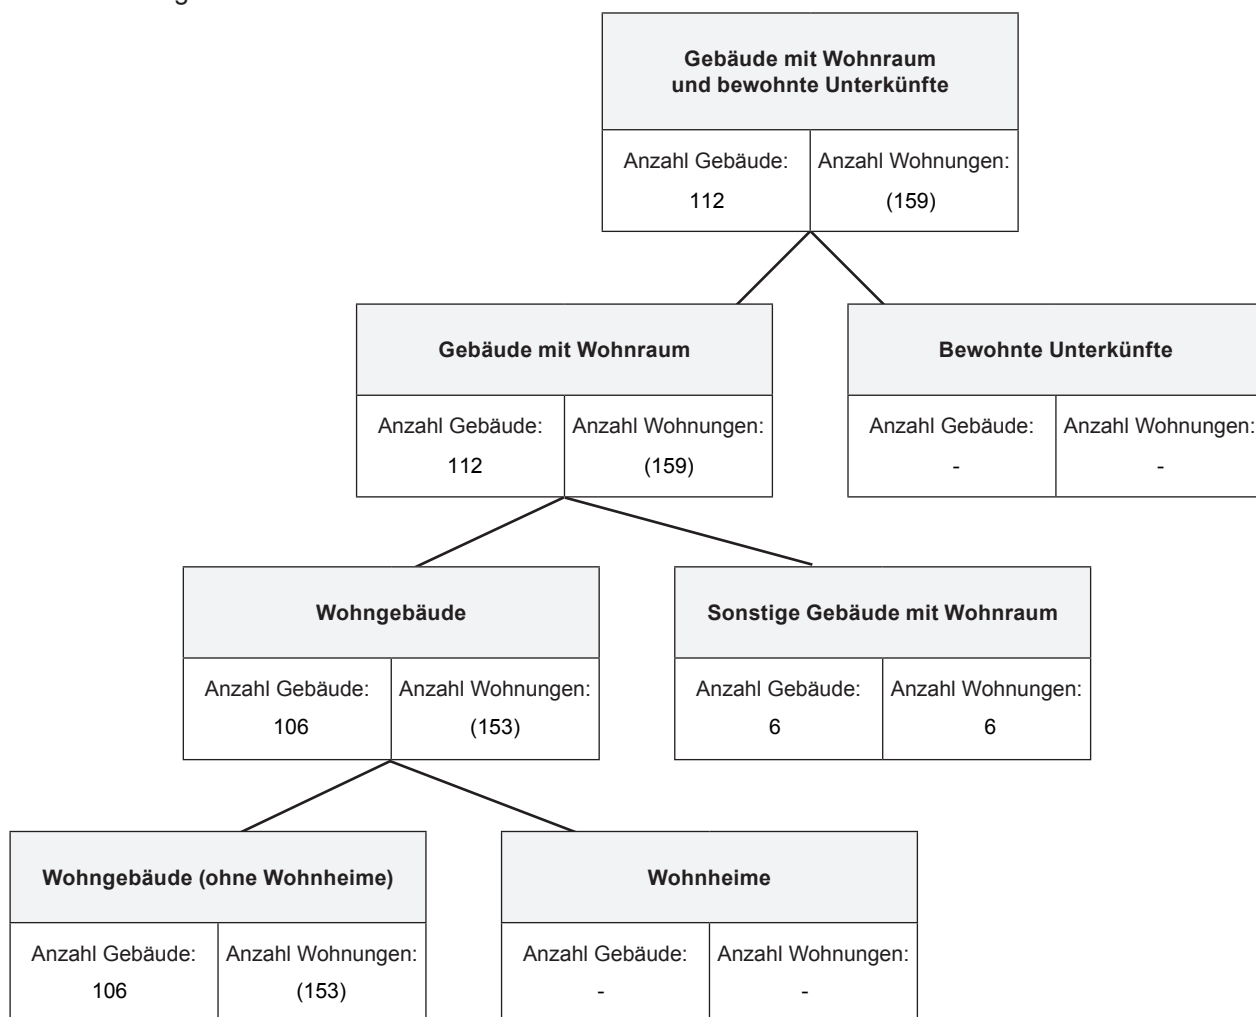 Gebäude mit Wohnraum
und bewohnte Unterkünfte
Anzahl Gebäude: Anzahl Wohnungen:
112 (159)
Gebäude mit Wohnraum
Bewohnte Unterkünfte
Anzahl Gebäude: Anzahl Wohnungen:
112 (159)
Anzahl Gebäude: Anzahl Wohnungen:
- -
Wohngebäude
Sonstige Gebäude mit Wohnraum
Anzahl Gebäude: Anzahl Wohnungen:
106 (153)
Anzahl Gebäude: Anzahl Wohnungen:
6 6
Wohngebäude (ohne Wohnheime)
Wohnheime
Anzahl Gebäude: Anzahl Wohnungen:
106 (153)
Anzahl Gebäude: Anzahl Wohnungen:
- -